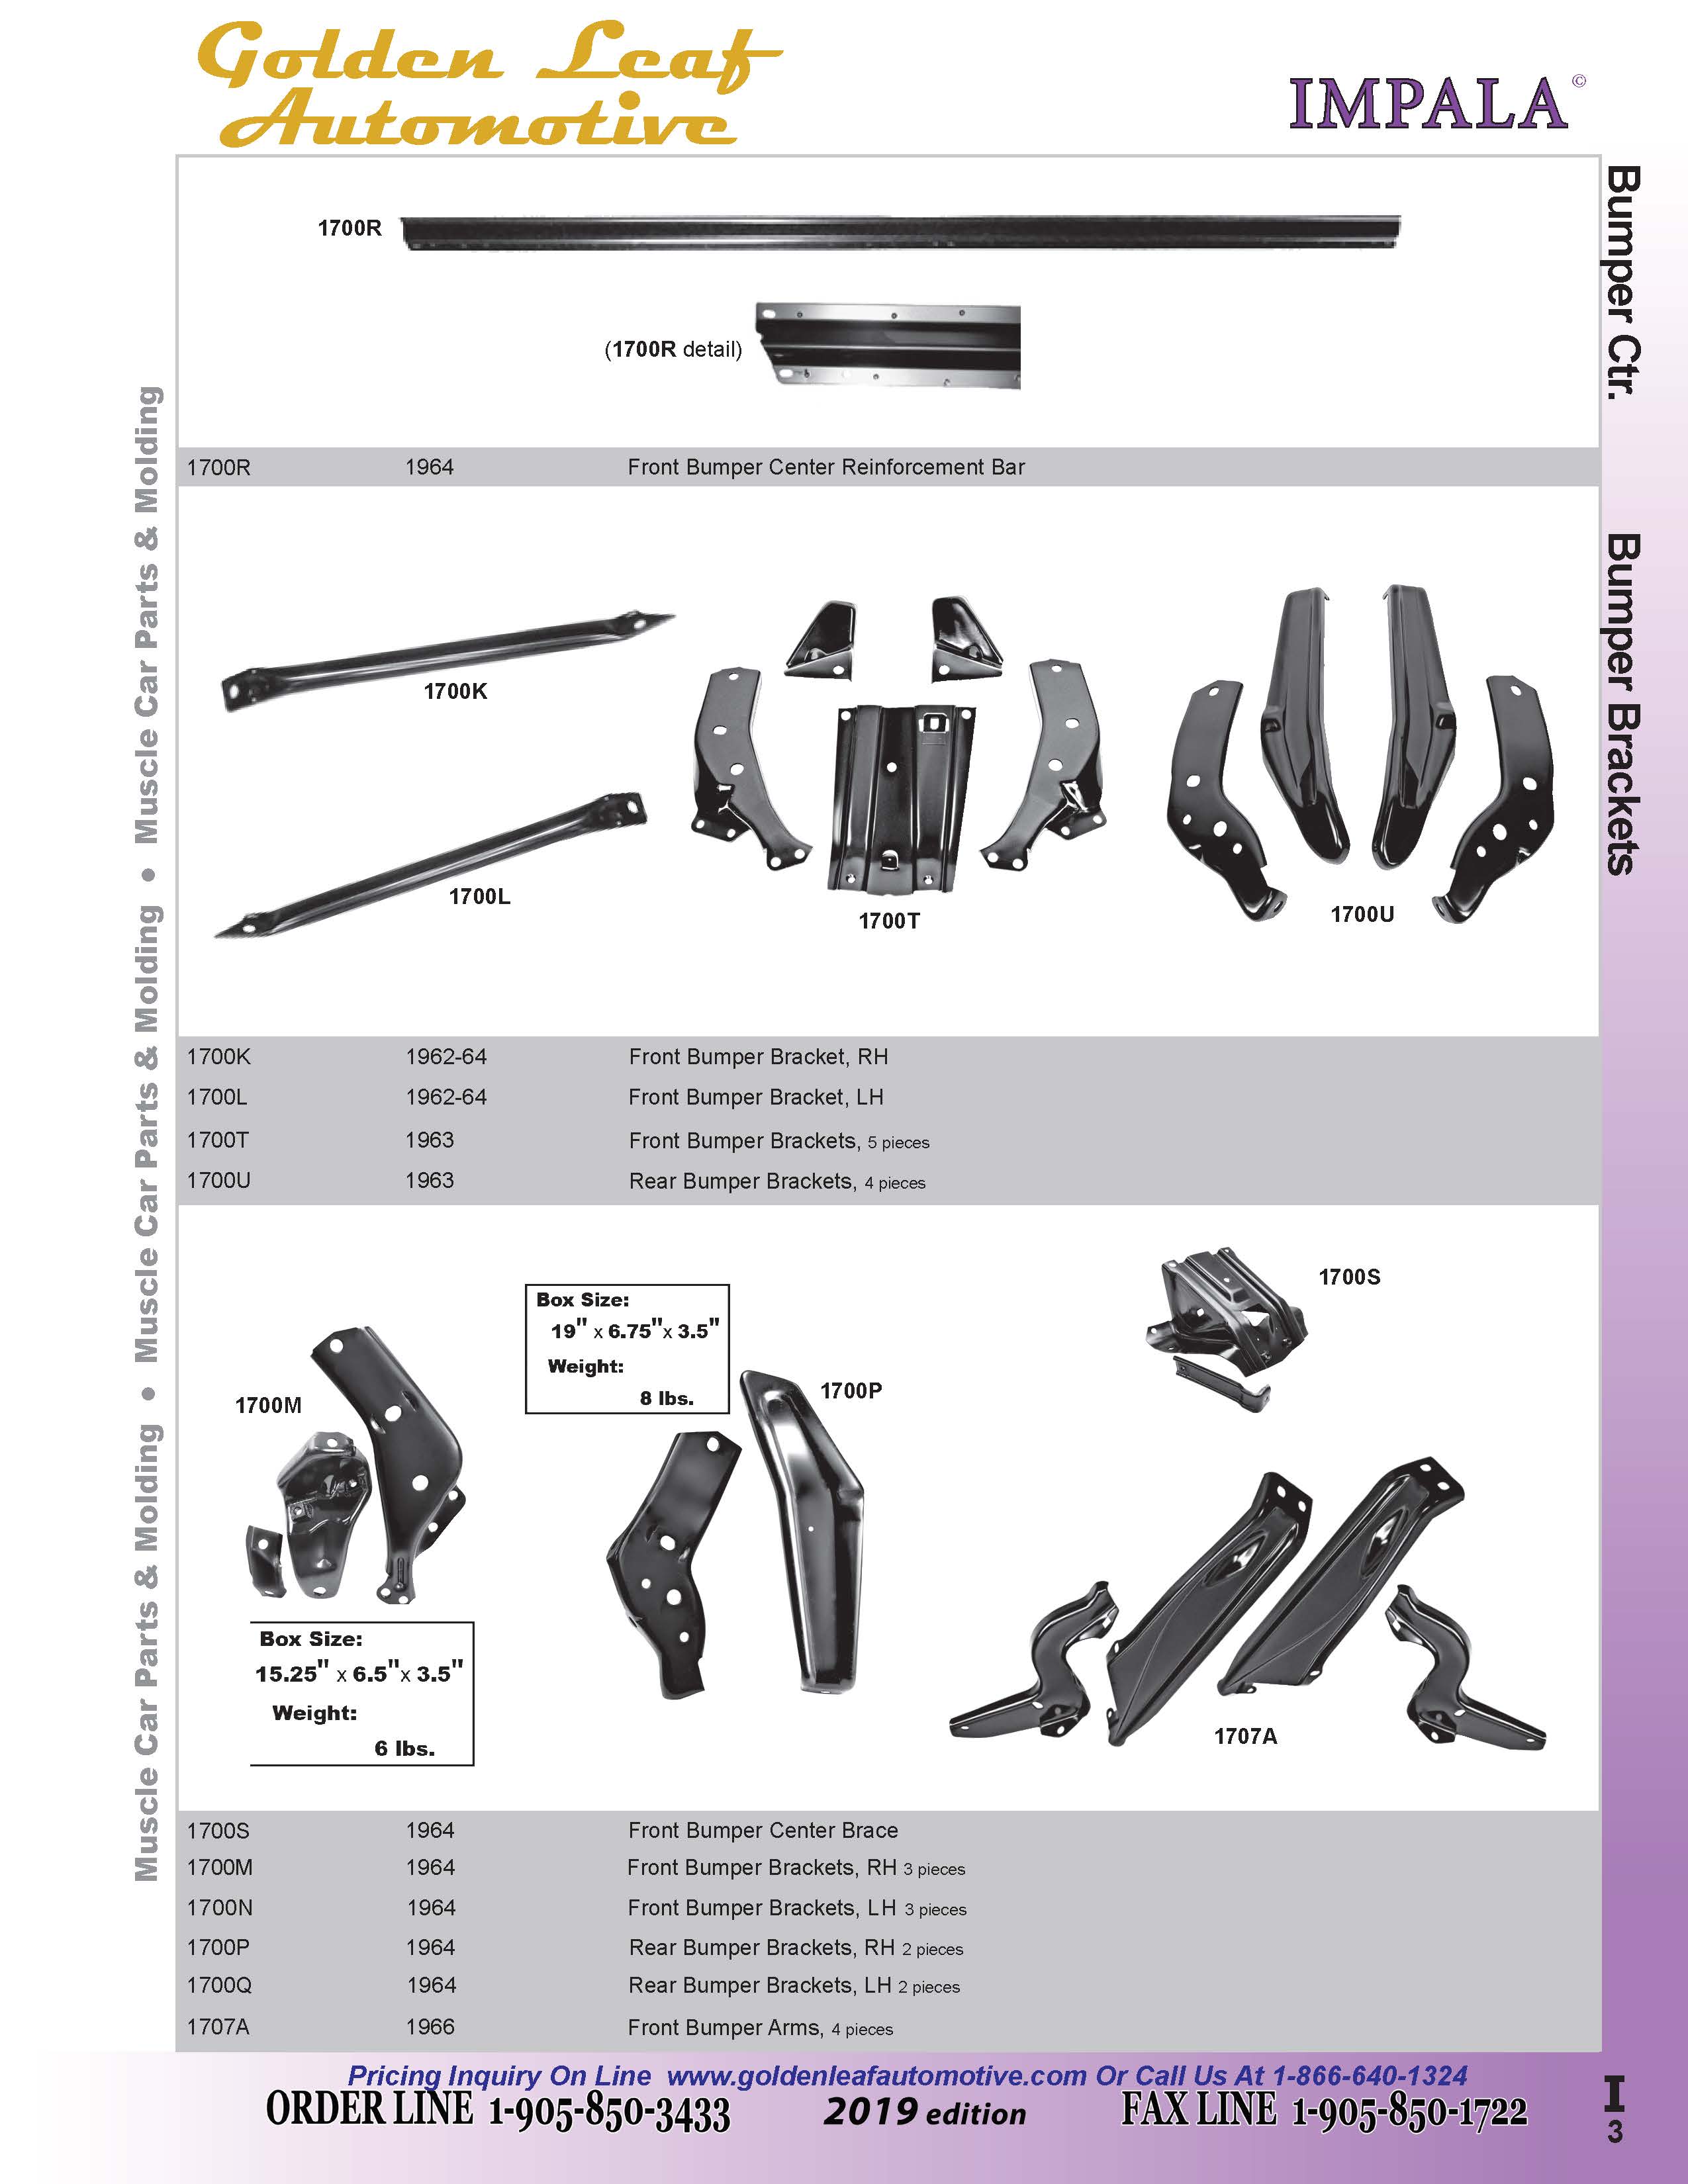 Golden Leaf
Automotive
IMPALA©
Bumper Ctr.
Bumper Brackets
Muscle Car Parts & Molding • Muscle Car Parts & Molding • Muscle Car Parts & Molding
1700R
(1700R detail)
1700R 1964 Front Bumper Center Reinforcement Bar
1700K
1700L
1700T
1700U
1700K 1962-64 Front Bumper Bracket, RH
1700L 1962-64 Front Bumper Bracket, LH
1700T 1963 Front Bumper Brackets, 5 pieces
1700U 1963 Rear Bumper Brackets, 4 pieces
1700S
Box Size:
19" x 6.75"x 3.5"
Weight:
8 lbs.
1700P
1700M
Box Size:
15.25" x 6.5"x 3.5"
Weight:
6 lbs.
1707A
1700S 1964 Front Bumper Center Brace
1700M 1964 Front Bumper Brackets, RH 3 pieces
1700N 1964 Front Bumper Brackets, LH 3 pieces
1700P 1964 Rear Bumper Brackets, RH 2 pieces
1700Q 1964 Rear Bumper Brackets, LH 2 pieces
1707A 1966 Front Bumper Arms, 4 pieces
Pricing Inquiry On Line www.goldenleafautomotive.com Or Call Us At 1-866-640-1324
ORDER LINE 1-905-850-3433 2019 edition FAX LINE 1-905-850-1722
I
3